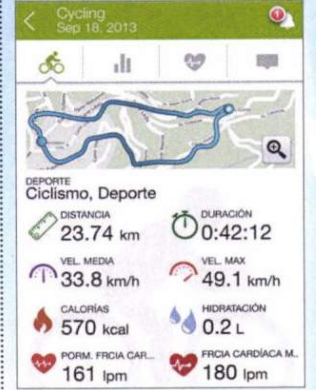 Cycling
Sep 18, 2013
DEPORTE
Ciclismo, Deporte
DISTANCIA
23.74 km
DURACIÓN
0:42:12
VEL. MEDIA
33.8 km/h
VEL. MAX
49.1 km/h
CALORÍAS
570 kcal
HIDRATACIÓN
0.2 L
PORM. FRCIA CAR...
161 lpm
FRCIA CARDÍACA M..
180 lpm